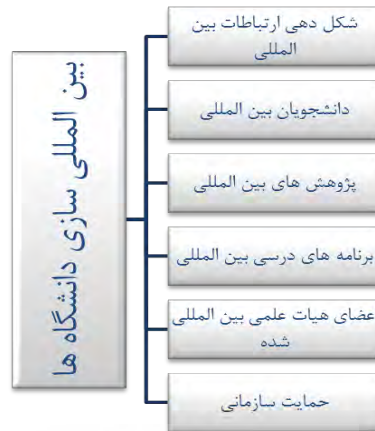 بین المللی سازی دانشگاه ها
شکل دهی ارتباطات بین
المللی
دانشجویان بین المللی
پژوهش های بین المللی
برنامه های درسی بین المللی
عضای هیات علمی بین المللی
شده
حمایت سازمانی